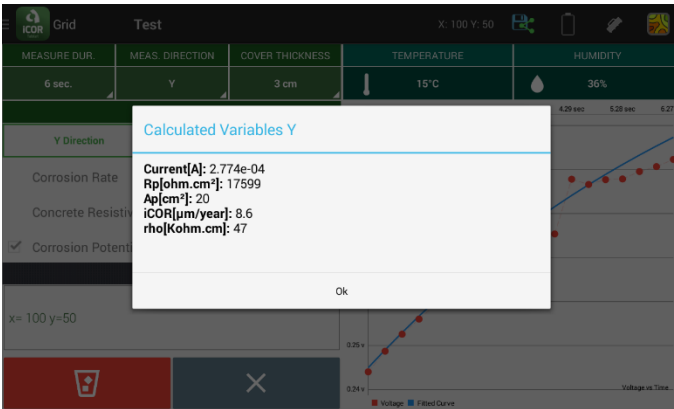 iCOR
Grid
Test
X: 100 Y: 50
MEASURE DUR.
MEAS. DIRECTION
COVER THICKNESS
TEMPERATURE
HUMIDITY
6 sec.
Y
3 cm
15°C
36%
4.29 sec
5.28 sec
6.27
Y Direction
Calculated Variables Y
Current[A]: 2.774e-04
Rp[ohm.cm²]: 17599
Ap[cm²]: 20
iCOR[µm/year]: 8.6
rho[Kohm.cm]: 47
Ok
Corrosion Rate
Concrete Resistiv
Corrosion Potent
x= 100 y=50
0.25 v
0.24 v
Voltage vs Time
Voltage
Fitted Curve